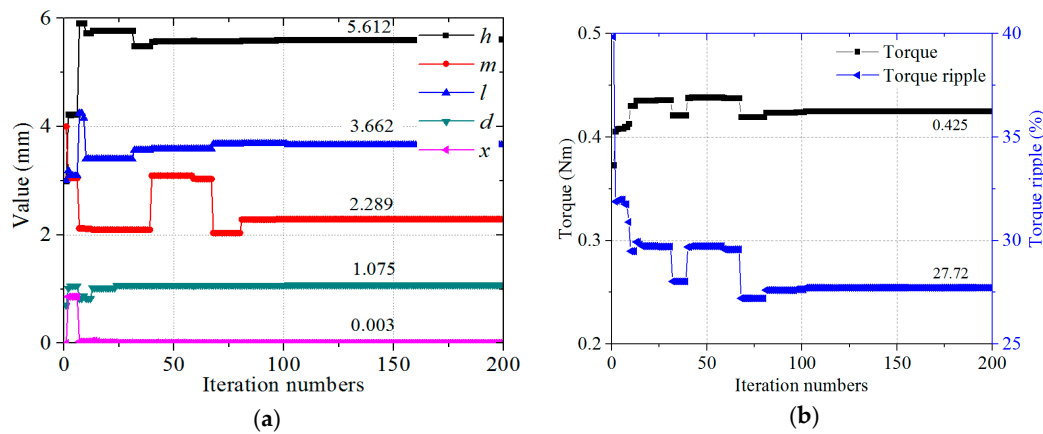 6
4
2
0
Value (mm)
5.612
3.662
2.289
1.075
0.003
h
m
l
d
x
0
50
100
150
200
Iteration numbers
(a)
0.5
0.4
0.3
0.2
Torque (Nm)
Torque
Torque ripple
0.425
27.72
40
35
30
25
Torque ripple (%)
0
50
100
150
200
Iteration numbers
(b)